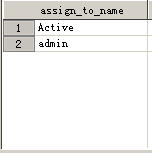 assign_to_name
1 Active
2 admin